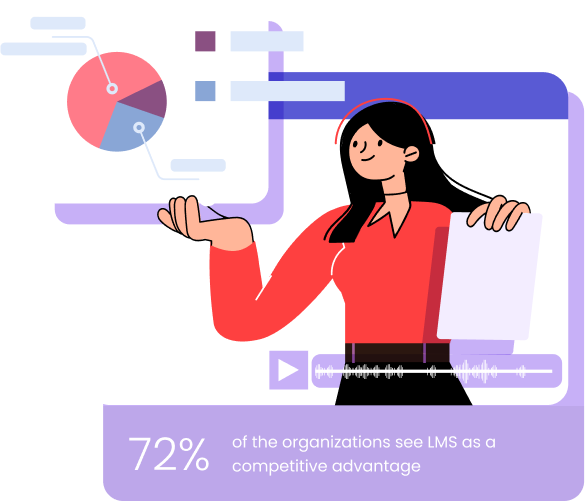 72%
of the organizations see LMS as a
competitive advantage